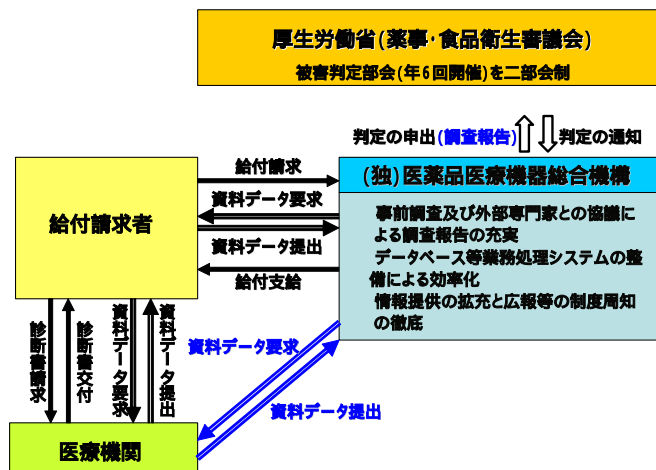 厚生労働省(薬事・食品衛生審議会)
被害判定部会(年6回開催)を二部会制
判定の申出(調査報告)
判定の通知
給付請求
(独)医薬品医療機器総合機構
資料データ要求
給付請求者
事前調査及び外部専門家との協議に
よる調査報告の充実
資料データ提出
データベース等業務処理システムの整
備による効率化
給付支給
情報提供の拡充と広報等の制度周知
の徹底
診断書請求
診断書交付
資料データ要求
資料データ提出
資料データ要求
資料データ提出
医療機関